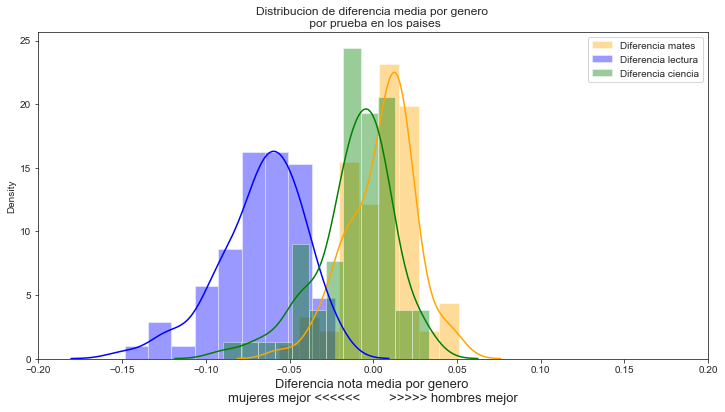 Distribucion de diferencia media por genero
por prueba en los paises
Diferencia mates
Diferencia lectura
Diferencia ciencia
25
20
15
10
5
0
Density
−0.20 −0.15 −0.10 −0.05 0.00 0.05 0.10 0.15 0.20
Diferencia nota media por genero
mujeres mejor <<<<<< >>>>> hombres mejor